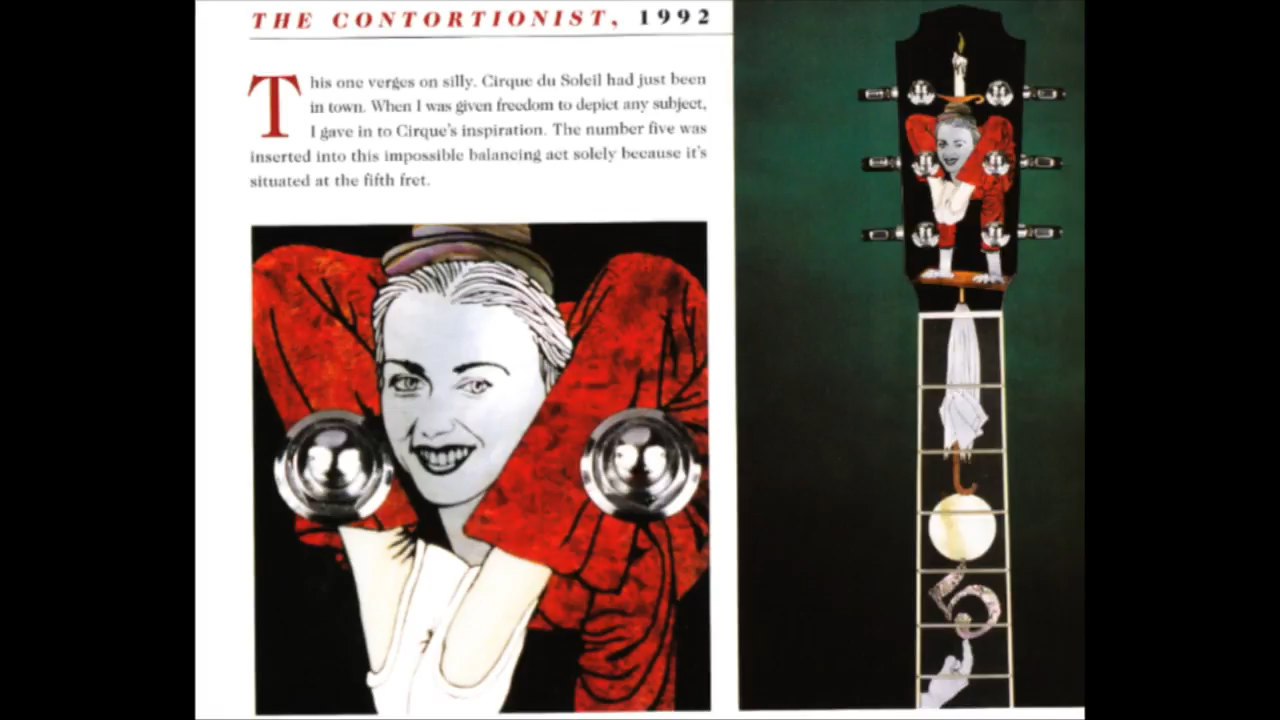 THE CONTORTIONIST, 1992
This one verges on silly. Cirque du Soleil had just been
in town. When I was given freedom to depict any subject,
I gave in to Cirque's inspiration. The number five was
inserted into this impossible balancing act solely because it's
situated at the fifth fret.
5